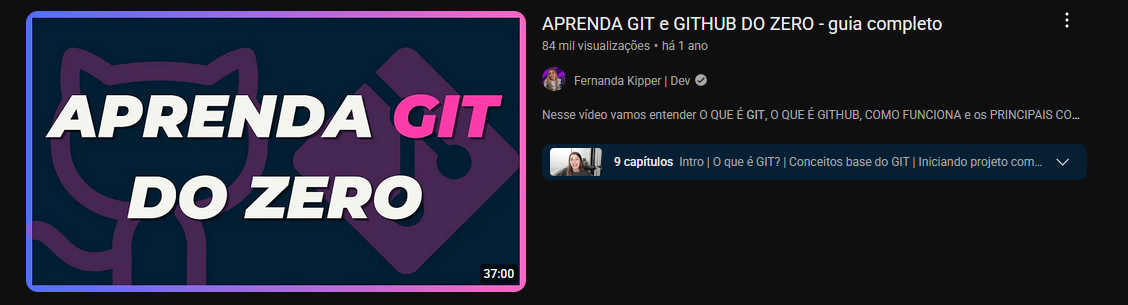 APRENDA GIT
DO ZERO
37:00
APRENDA GIT e GITHUB DO ZERO - guia completo
84 mil visualizações • há 1 ano
Fernanda Kipper | Dev
Nesse vídeo vamos entender O QUE É GIT, O QUE É GITHUB, COMO FUNCIONA e os PRINCIPAIS CO...
9 capítulos Intro | O que é GIT? | Conceitos base do GIT | Iniciando projeto com...